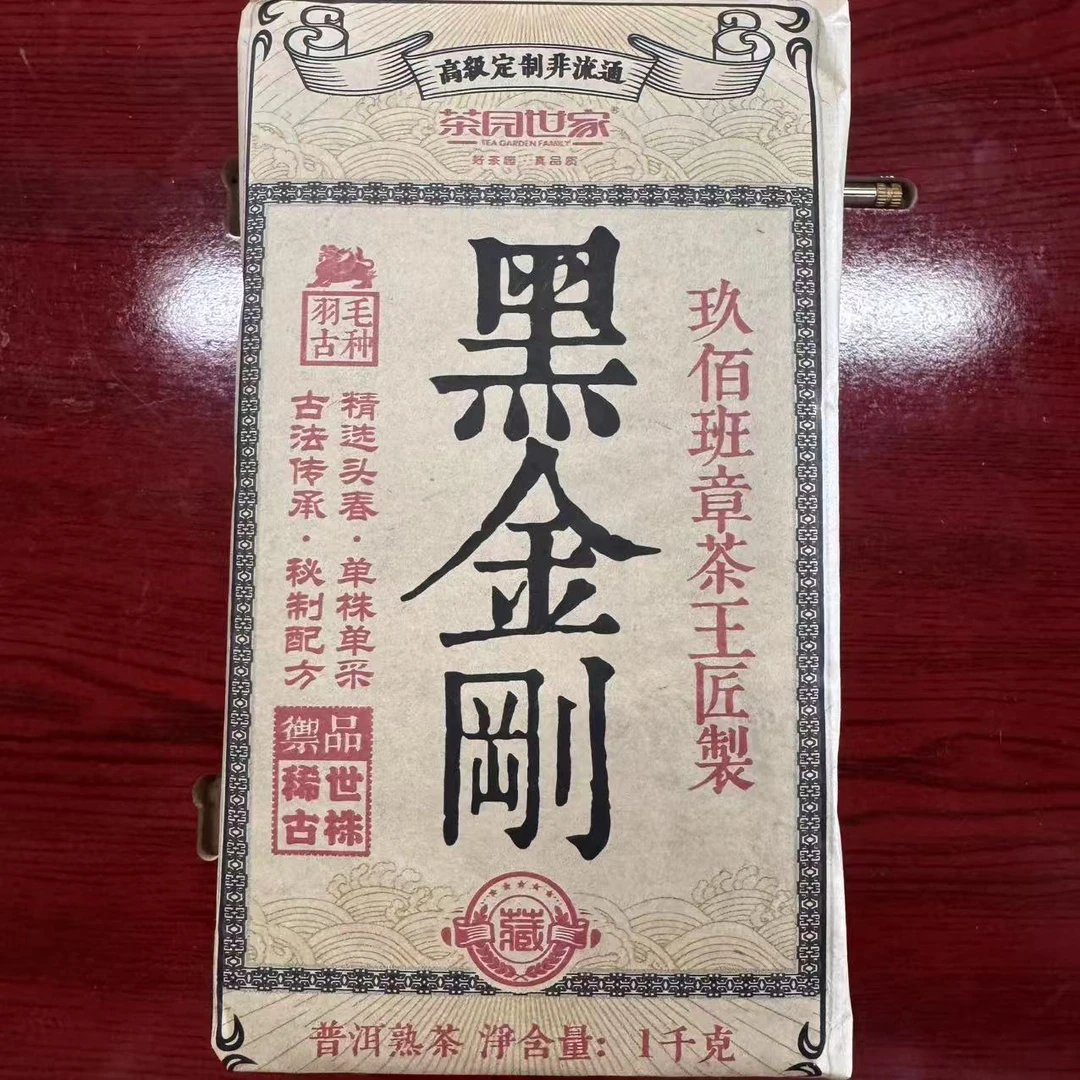 高級定制非流通
茶园世家
TEA GARDEN FAMILY
好茶园·真品质
玖佰班章茶王匠製
黑金剛
毛种
羽古
精选头春·单株单采
古法传承·秘制配方
禦品
稀世
古株
藏
普洱熟茶 淨含量：1千克